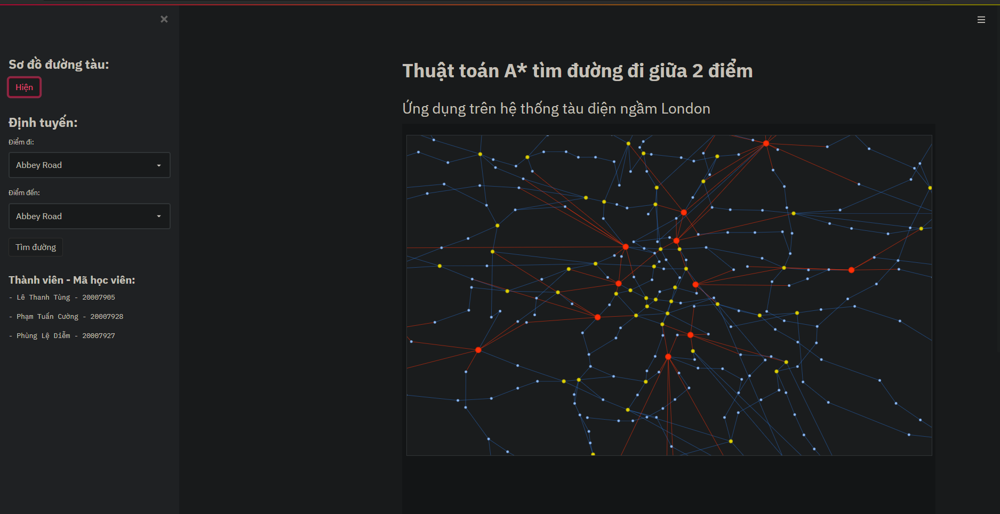 Sơ đồ đường tàu:
Hiện
Định tuyến:
Điểm đi:
Abbey Road
Điểm đến:
Abbey Road
Tìm đường
Thành viên - Mã học viên:
- Lê Thanh Tùng - 20007905
- Phạm Tuấn Cường - 20007928
- Phùng Lệ Diễm - 20007927
Thuật toán A* tìm đường đi giữa 2 điểm
Ứng dụng trên hệ thống tàu điện ngầm London